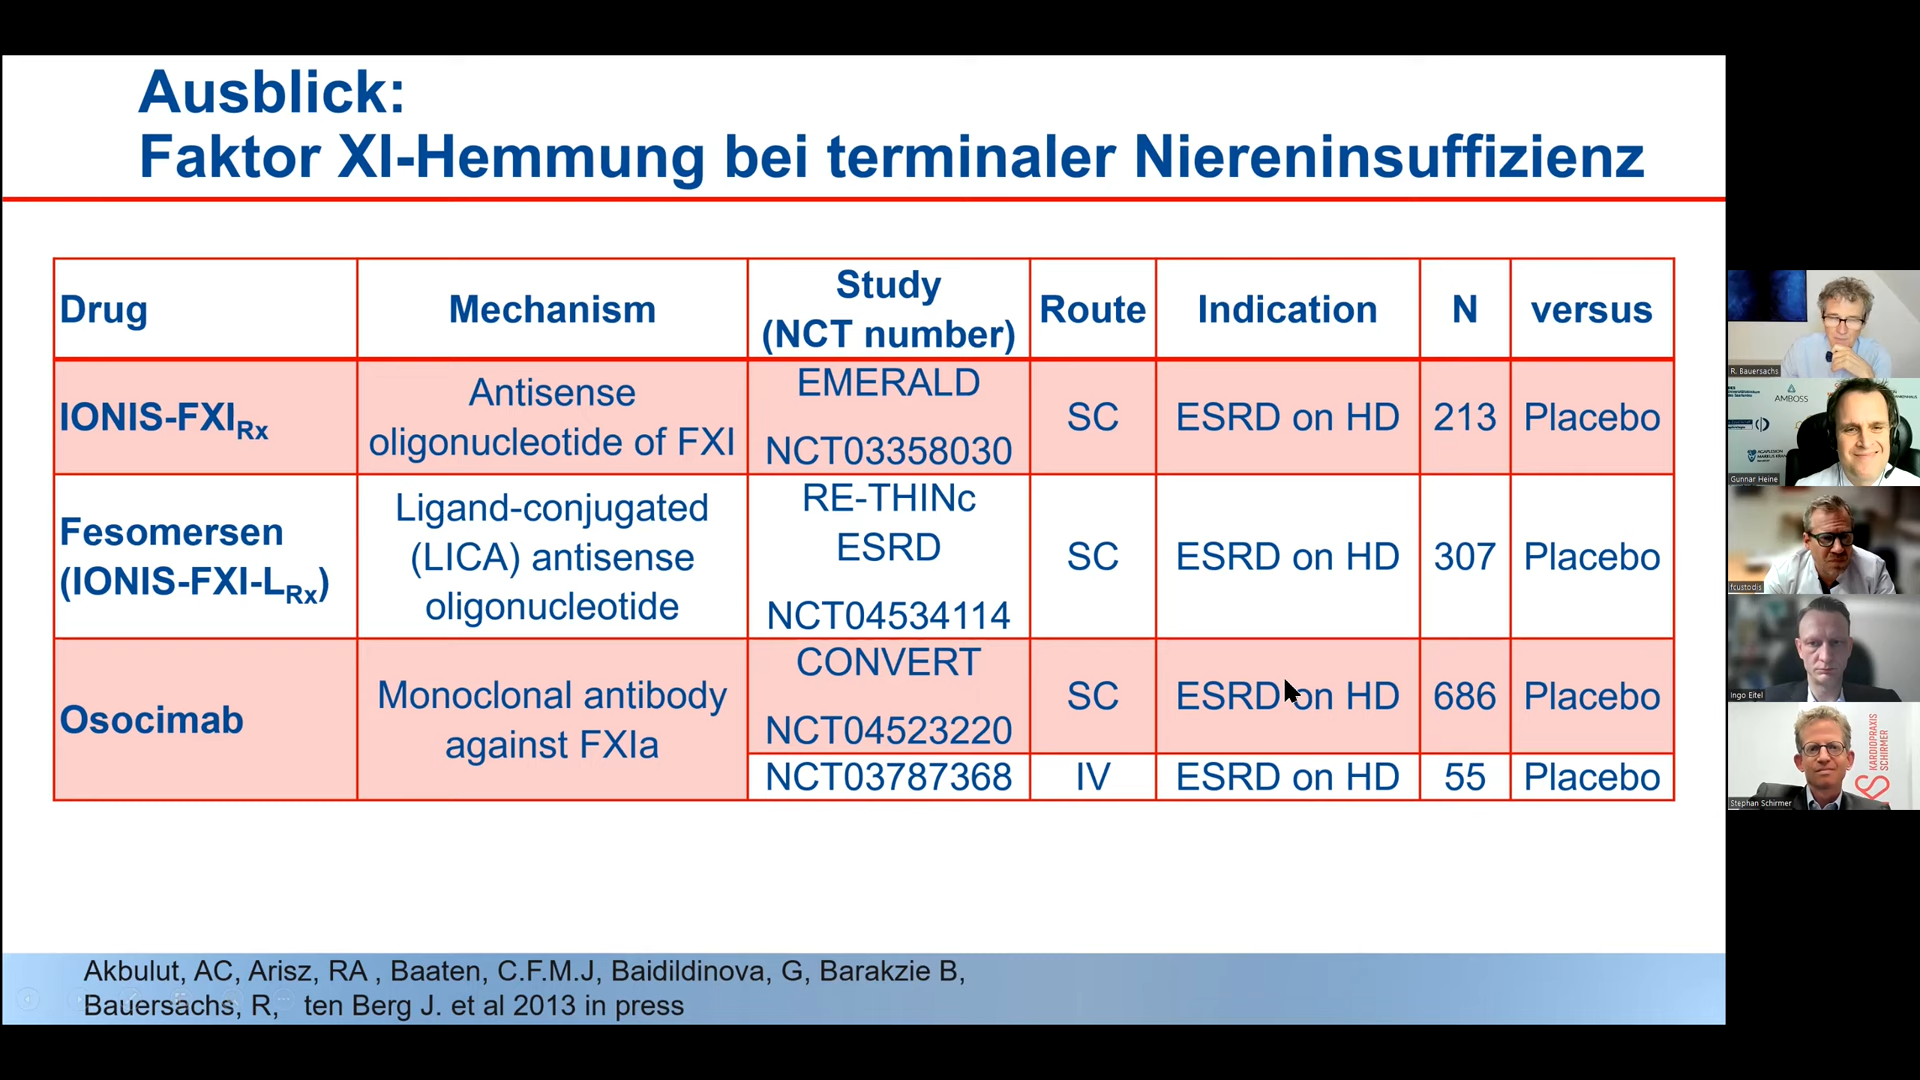 Ausblick:
Faktor XI-Hemmung bei terminaler Niereninsuffizienz
Drug
Mechanism
Study
(NCT number)
Route
Indication
N
versus
IONIS-FXIRx
Antisense
oligonucleotide of FXI
EMERALD
NCT03358030
SC
ESRD on HD
213
Placebo
Fesomersen
(IONIS-FXI-LRx)
Ligand-conjugated
(LICA) antisense
oligonucleotide
RE-THINc
ESRD
NCT04534114
SC
ESRD on HD
307
Placebo
Osocimab
Monoclonal antibody
against FXIa
CONVERT
NCT04523220
SC
ESRD on HD
686
Placebo
NCT03787368
IV
ESRD on HD
55
Placebo
Akbulut, AC, Arisz, RA , Baaten, C.F.M.J, Baidildinova, G, Barakzie B,
Bauersachs, R, ten Berg J. et al 2013 in press
R. Bauersachs
AMBOSS
Gunnar Heine
fcustodis
Ingo Eitel
KARDIOPRAXIS
SCHIRMER
Stephan Schirmer